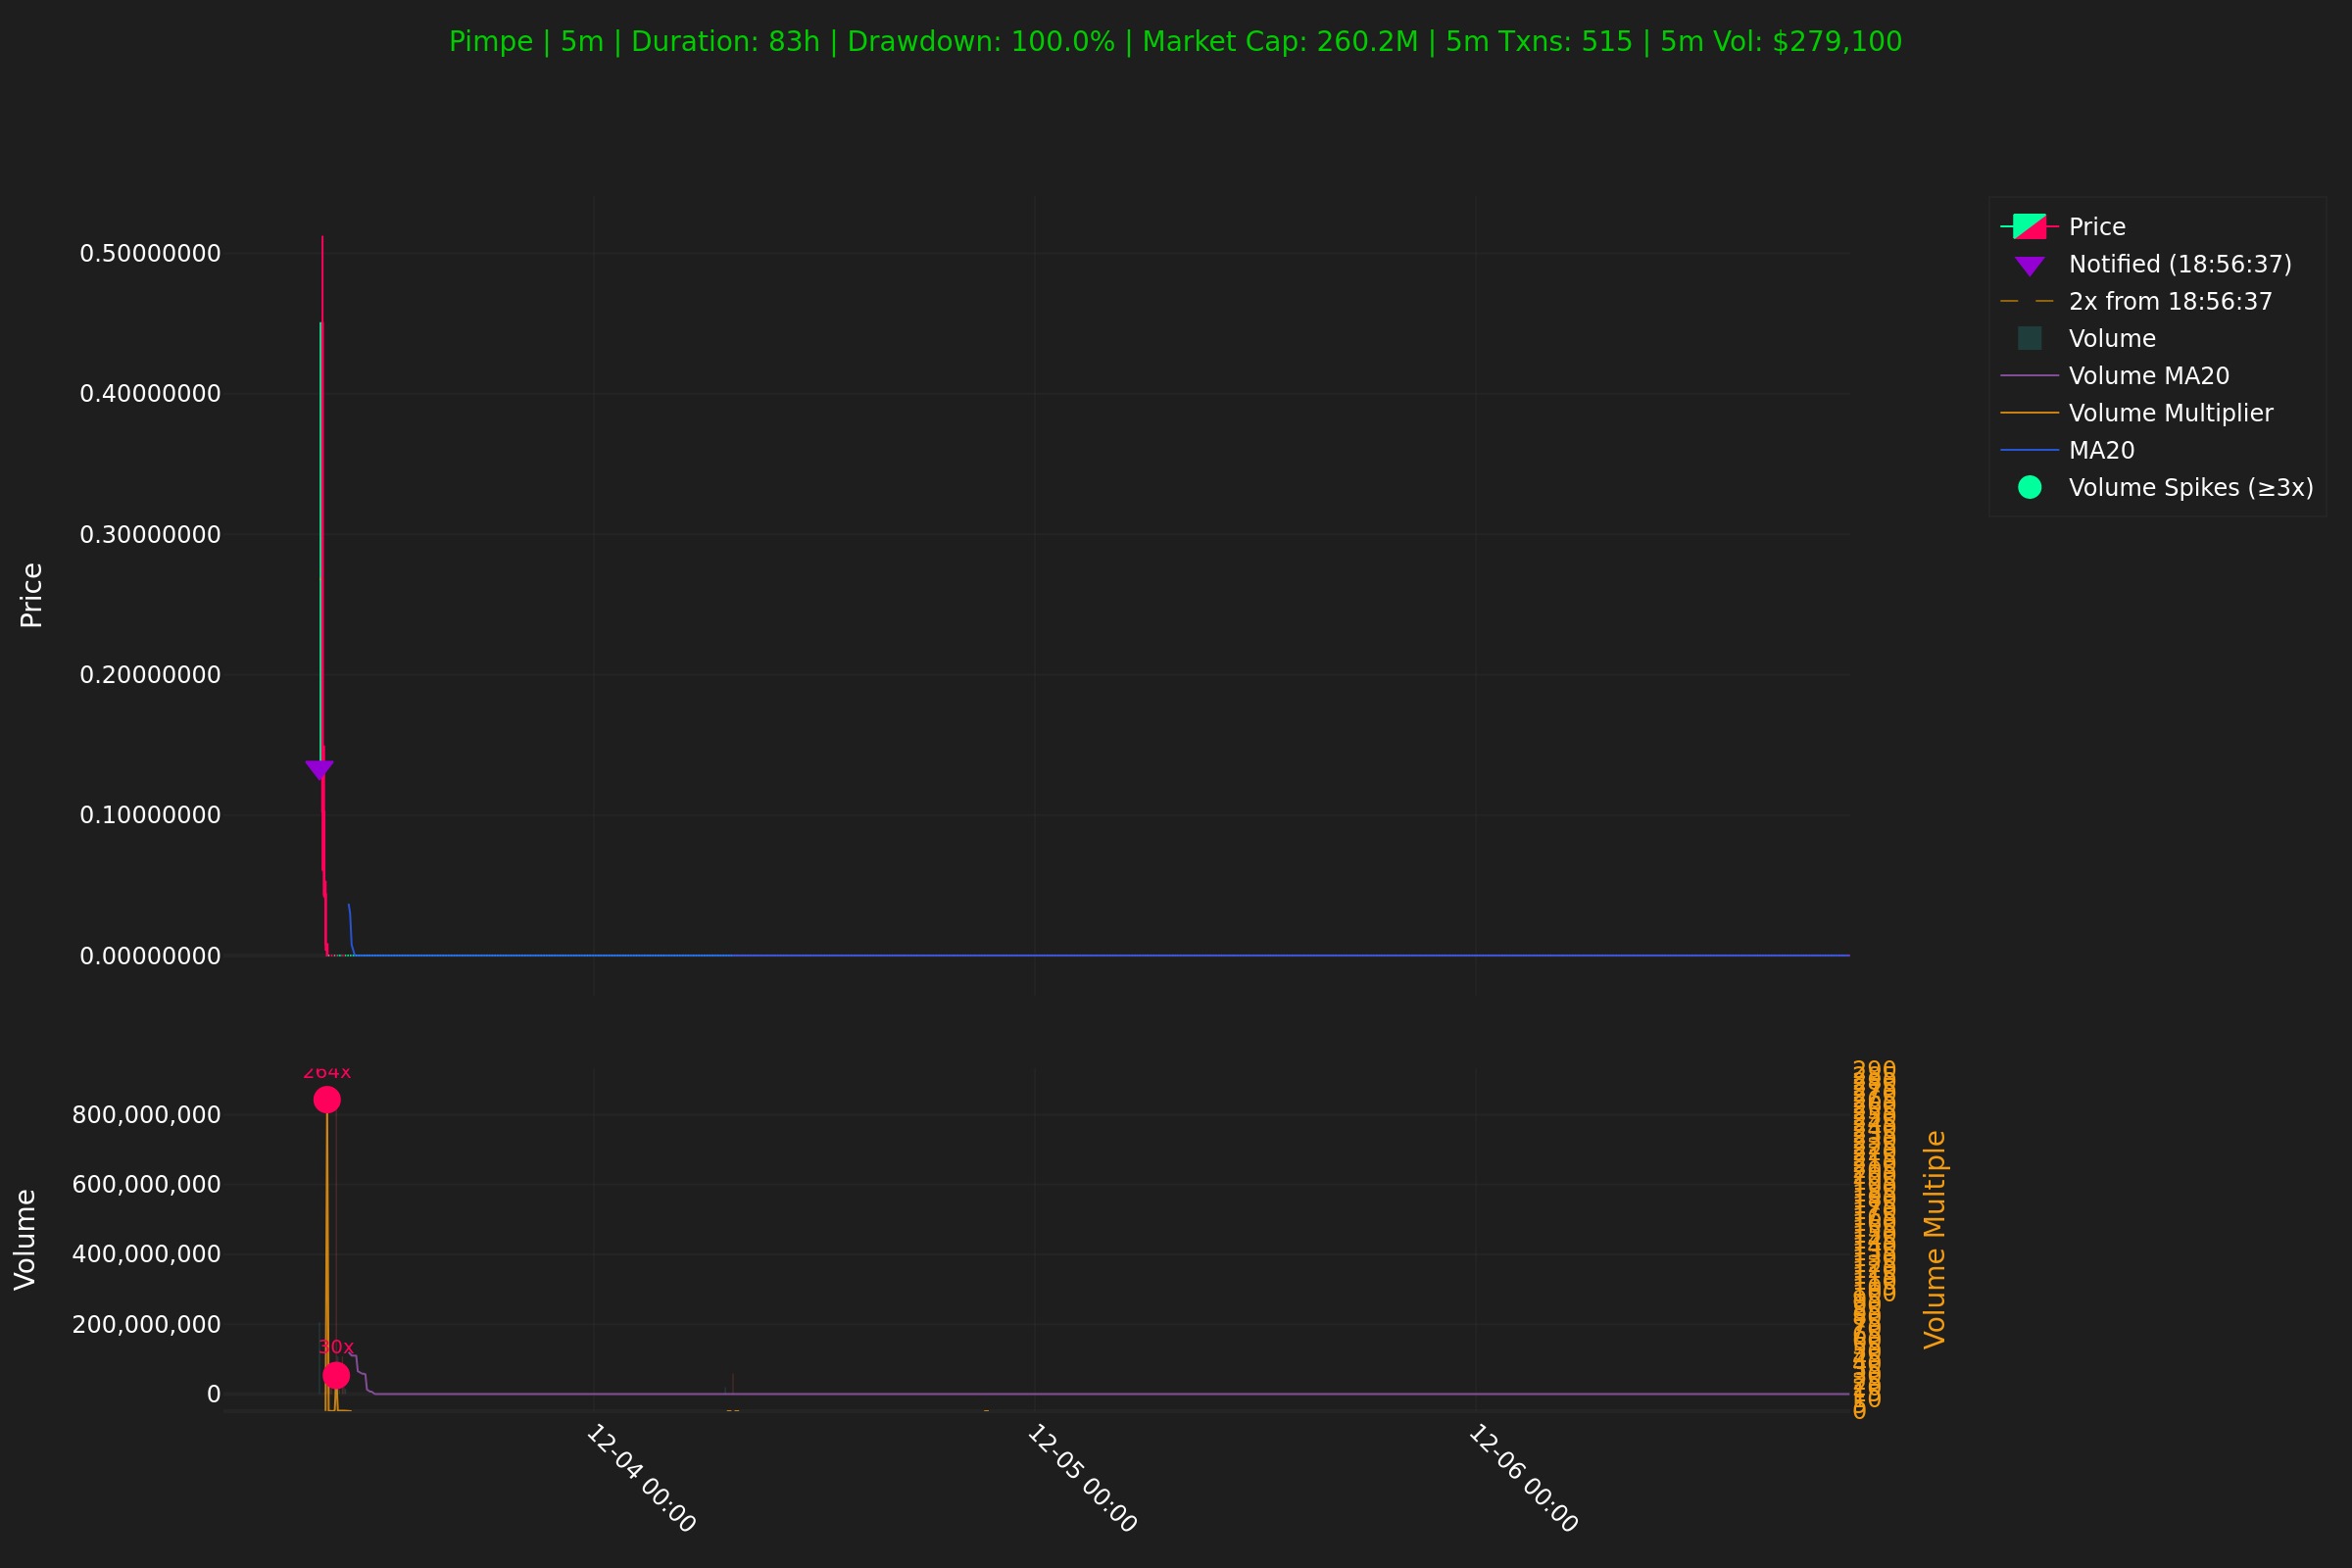 Pimpe | 5m | Duration: 83h | Drawdown: 100.0% | Market Cap: 260.2M | 5m Txns: 515 | 5m Vol: $279,100
Price
Notified (18:56:37)
2x from 18:56:37
Volume
Volume MA20
Volume Multiplier
MA20
Volume Spikes (≥3x)
Price
0.50000000
0.40000000
0.30000000
0.20000000
0.10000000
0.00000000
Volume
800,000,000
600,000,000
400,000,000
200,000,000
0
264x
30x
Volume Multiple
12-04 00:00
12-05 00:00
12-06 00:00